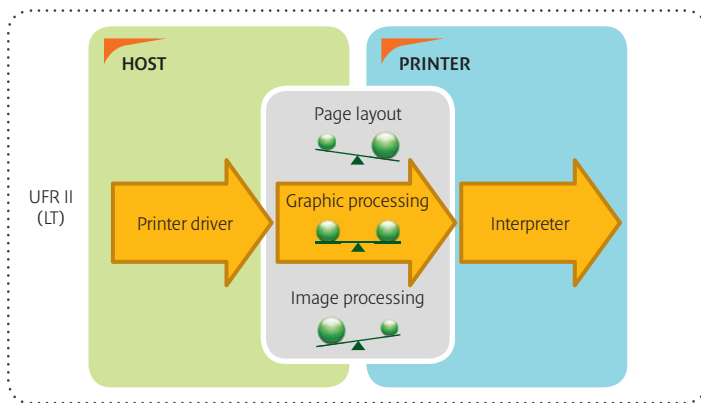 HOST
PRINTER
Page layout
UFR II
(LT)
Printer driver
Graphic processing
Interpreter
Image processing